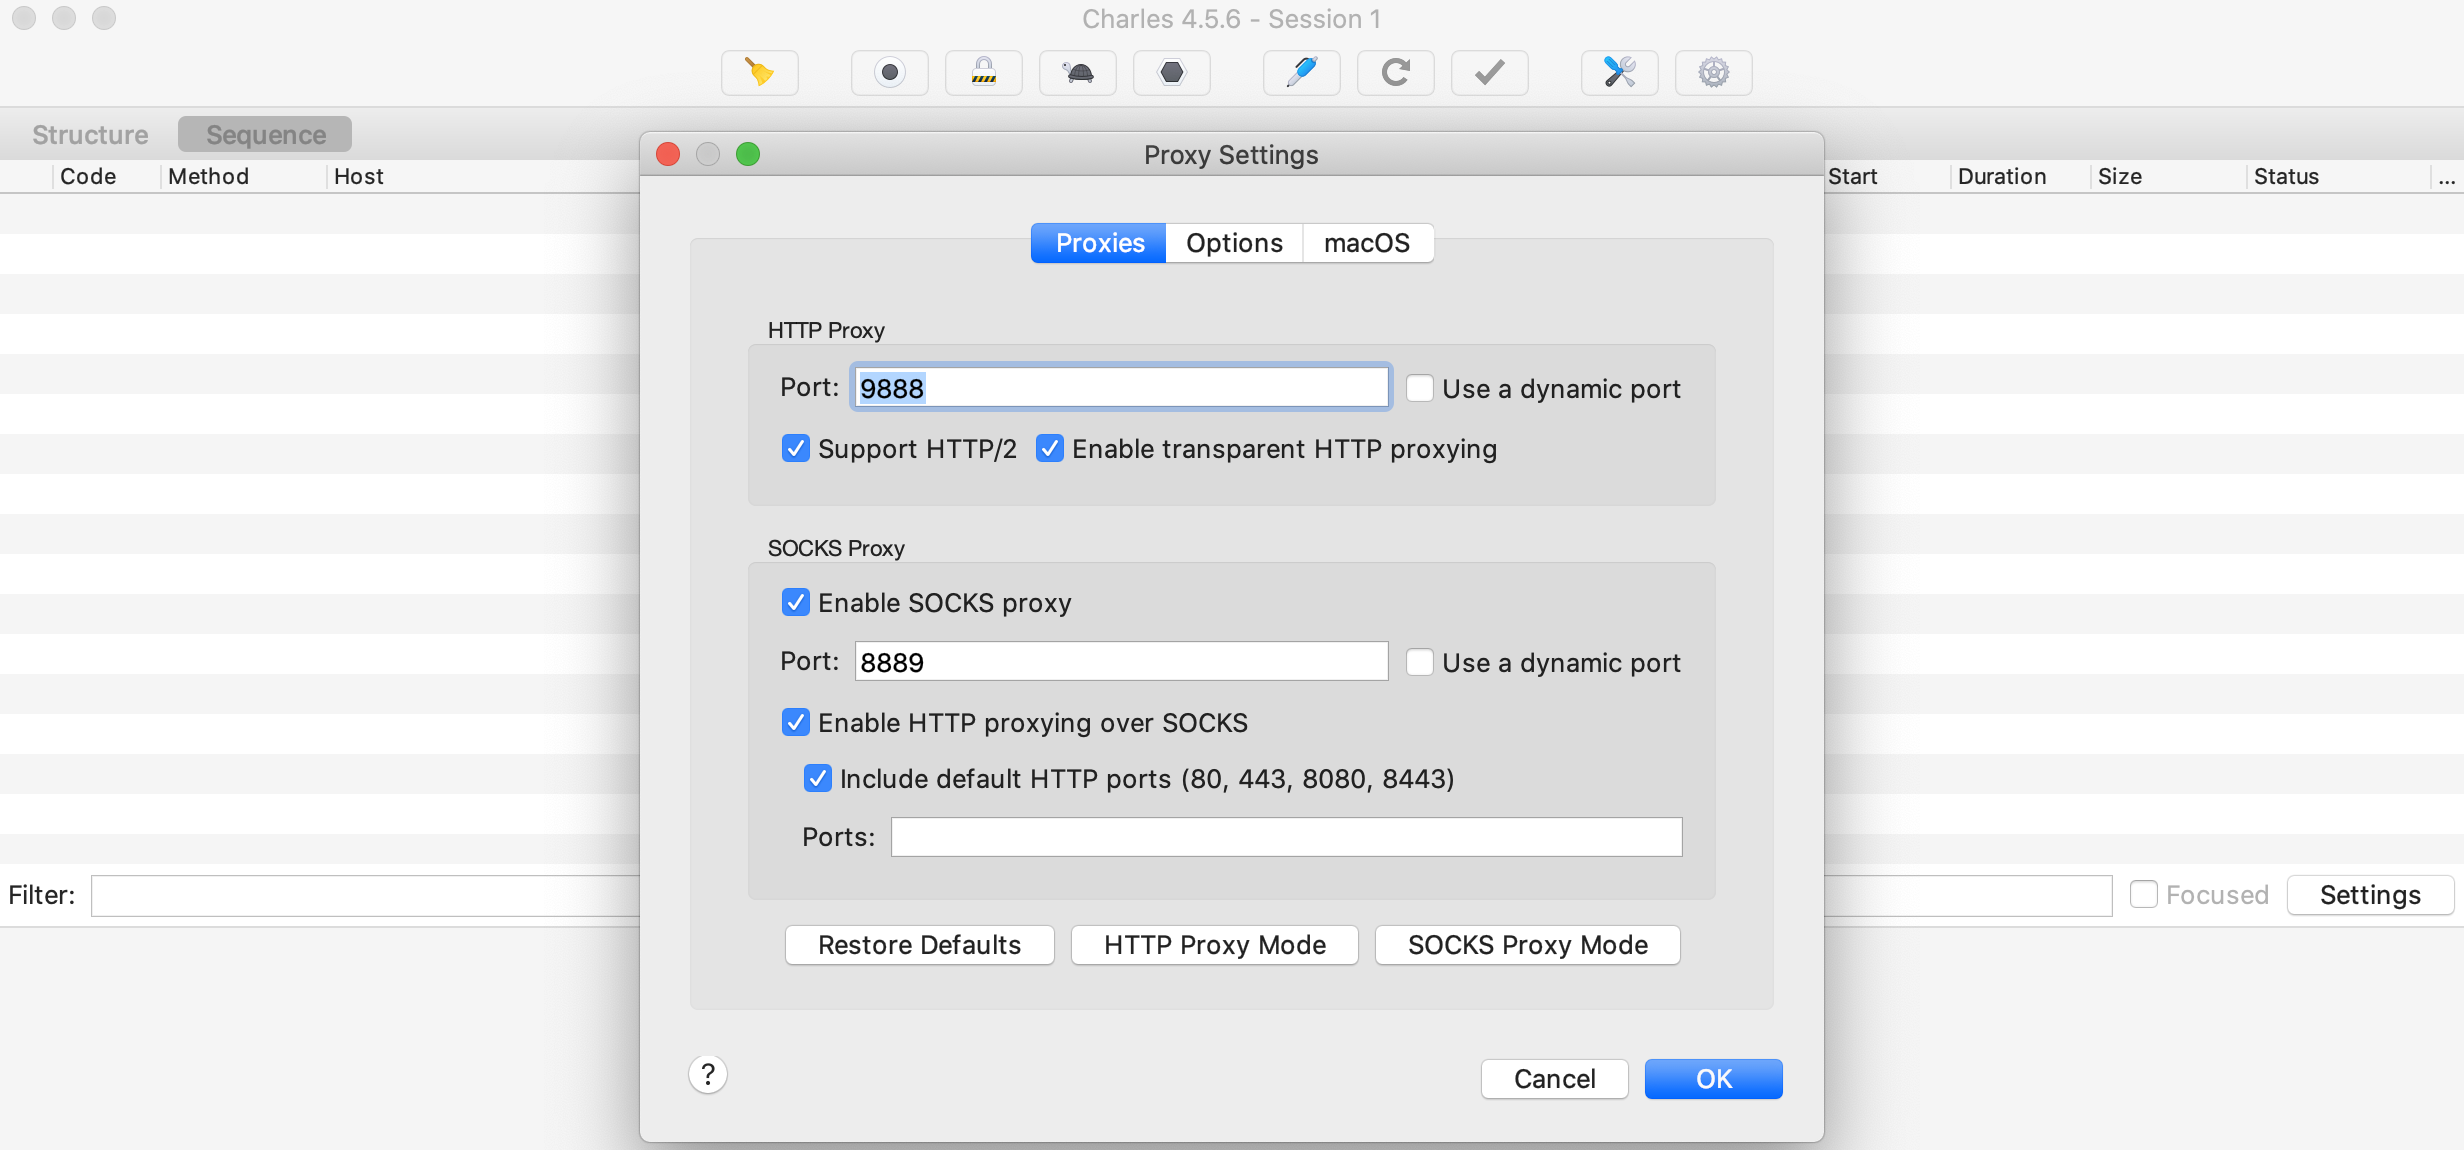 Charles 4.5.6 - Session 1
Structure Sequence
Code Method Host Start Duration Size Status ...
Proxy Settings
Proxies Options macOS
HTTP Proxy
Port: 9888 Use a dynamic port
Support HTTP/2 Enable transparent HTTP proxying
SOCKS Proxy
Enable SOCKS proxy
Port: 8889 Use a dynamic port
Enable HTTP proxying over SOCKS
Include default HTTP ports (80, 443, 8080, 8443)
Ports:
Filter: Focused Settings
Restore Defaults HTTP Proxy Mode SOCKS Proxy Mode
? Cancel OK